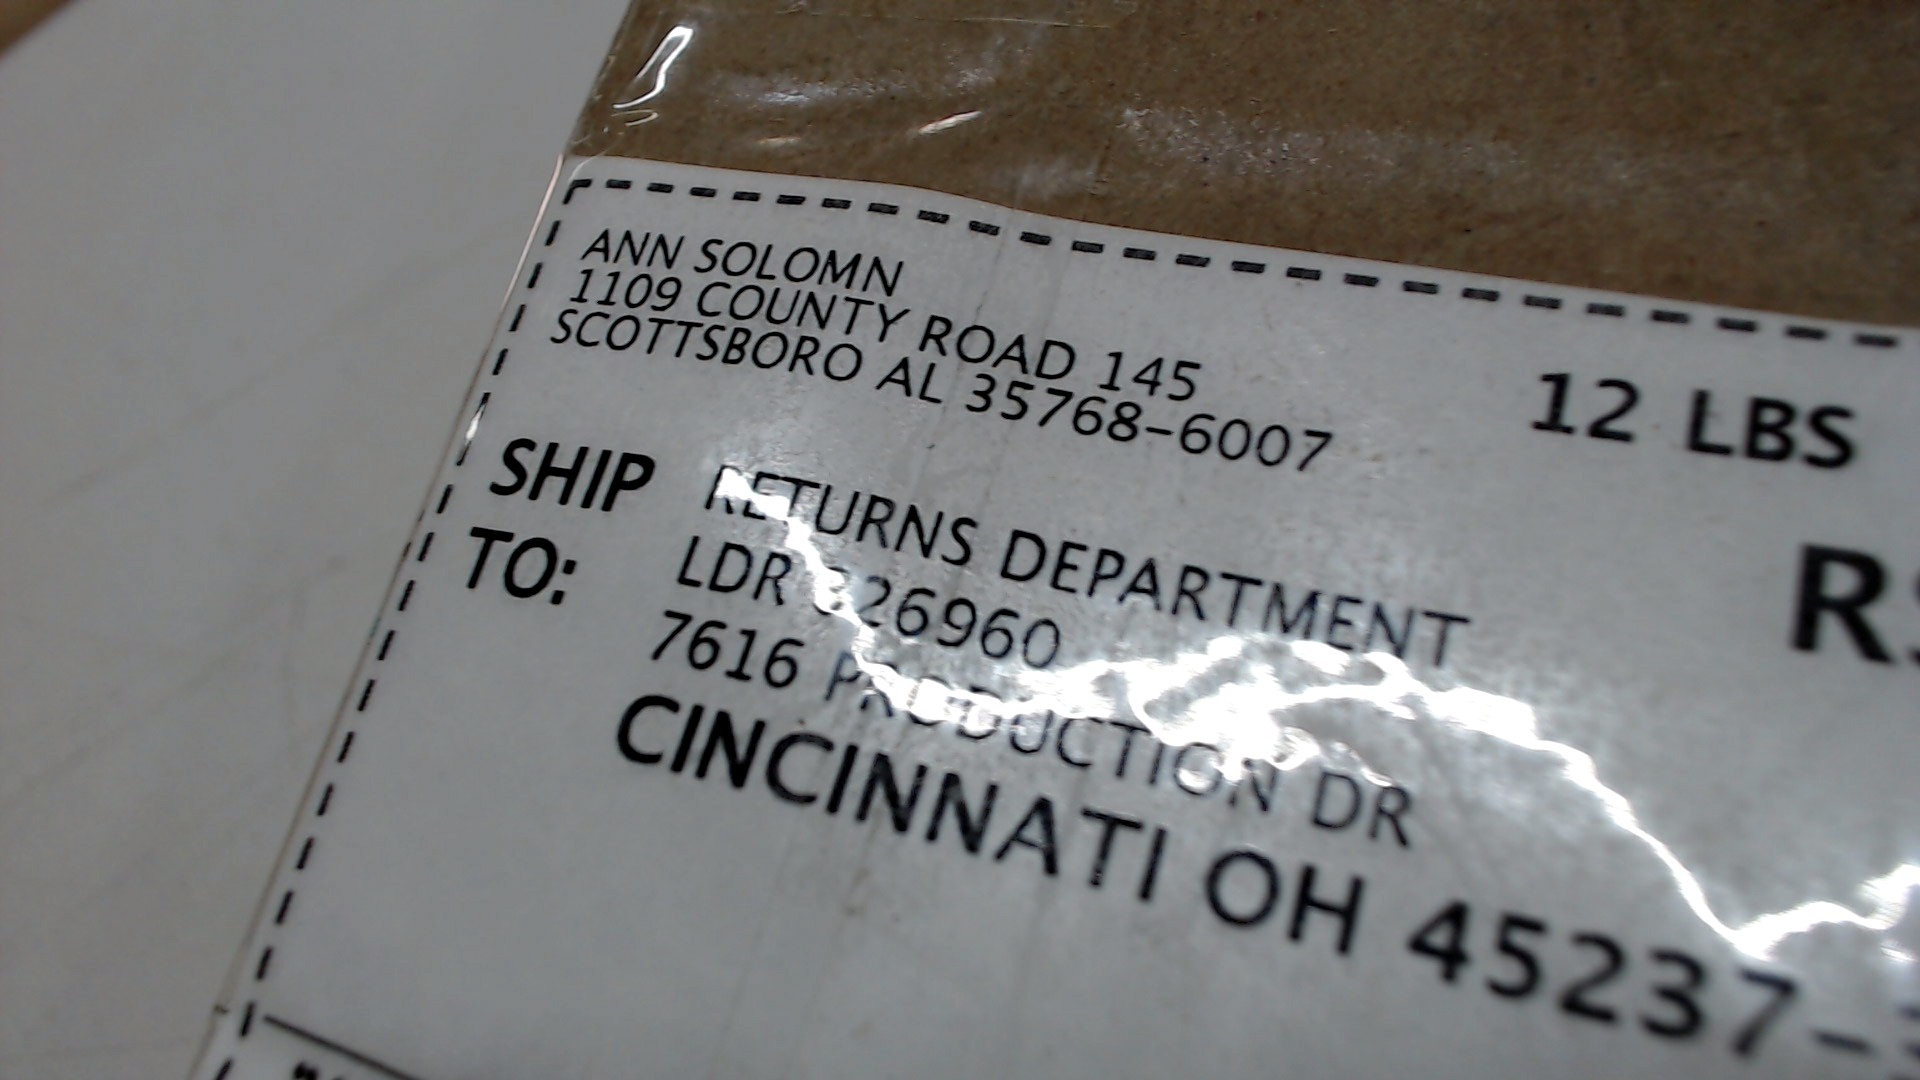 ANN SOLOMN
1109 COUNTY ROAD 145
SCOTTSBORO AL 35768-6007
12 LBS
SHIP TO:
RETURNS DEPARTMENT
LDR
7616 PRODUCTION DR
CINCINNATI OH 45237-